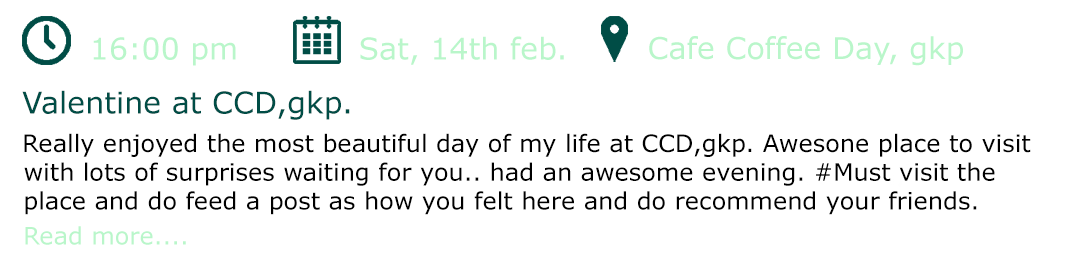 16:00 pm Sat, 14th feb. Cafe Coffee Day, gkp
Valentine at CCD,gkp.
Really enjoyed the most beautiful day of my life at CCD,gkp. Awesone place to visit
with lots of surprises waiting for you.. had an awesome evening. #Must visit the
place and do feed a post as how you felt here and do recommend your friends.
Read more....